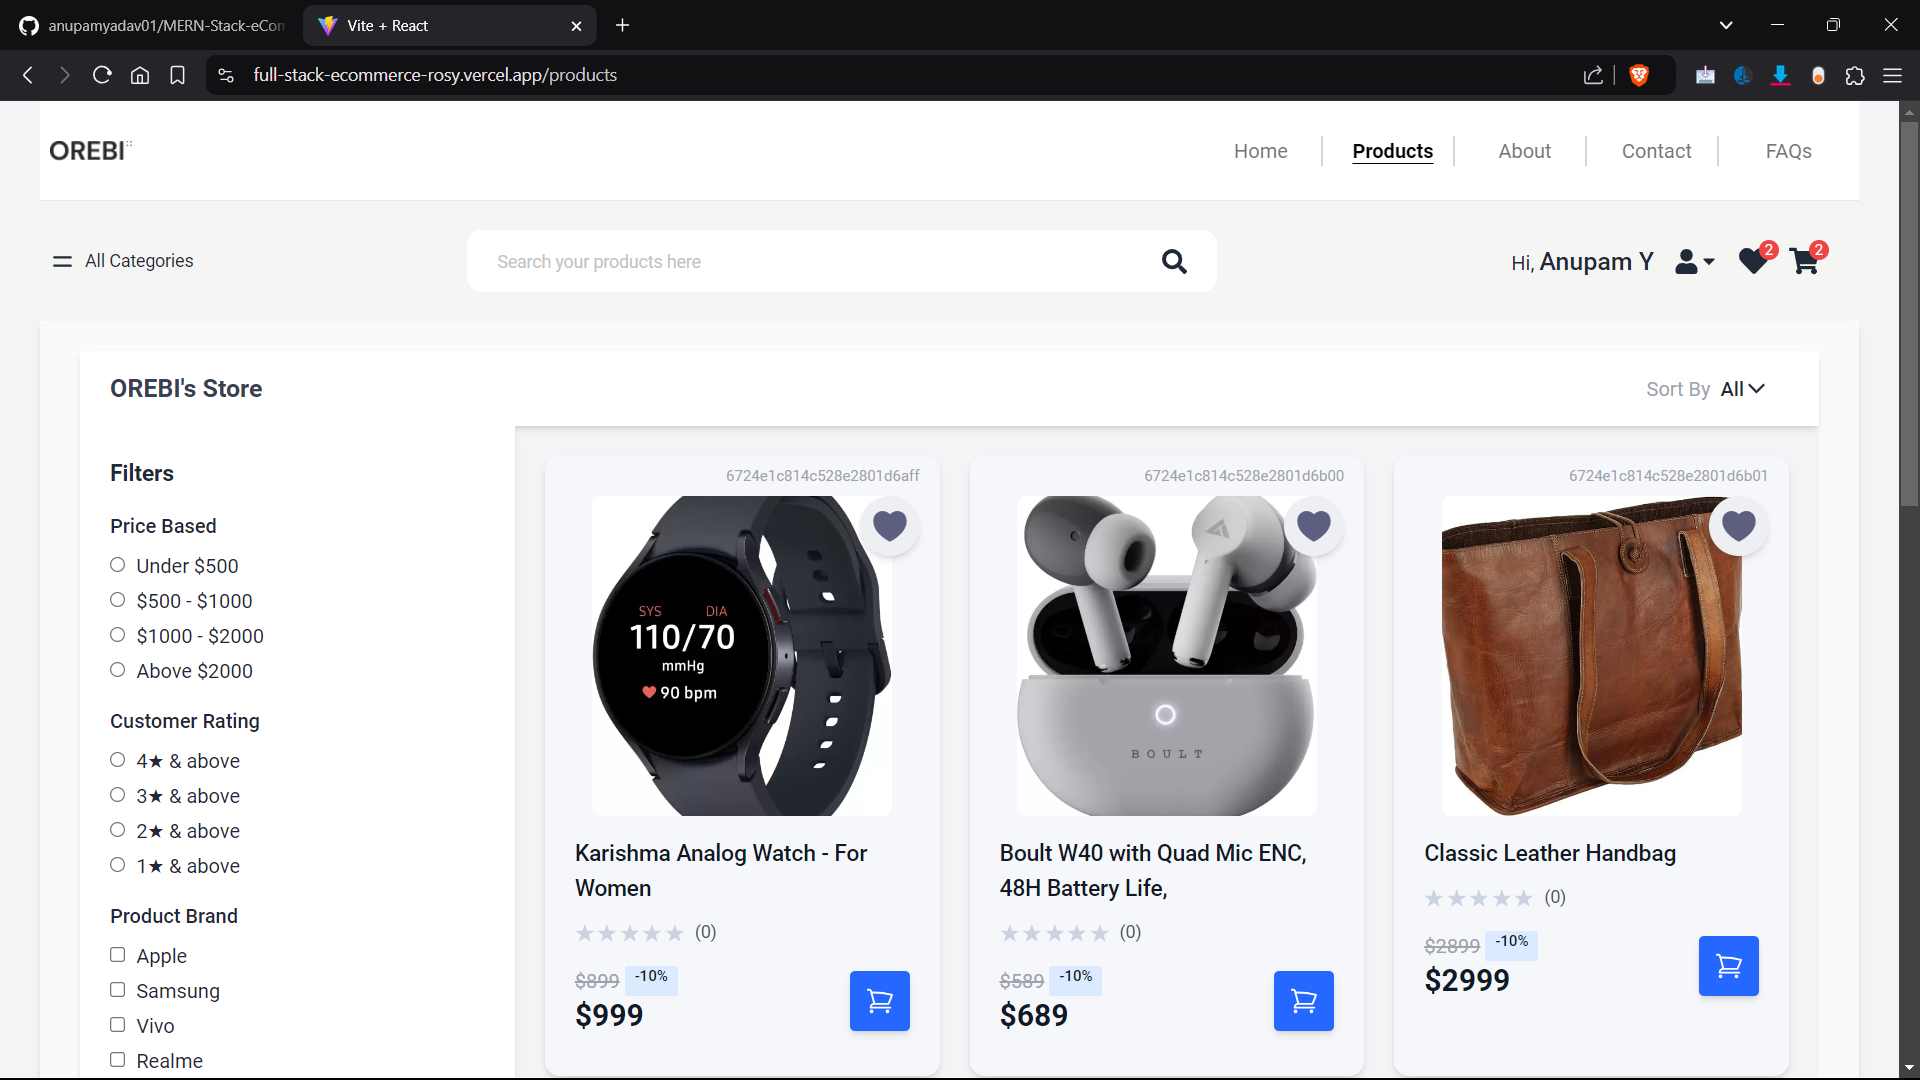 anupamyadav01/MERN-Stack-eCom
Vite + React
full-stack-ecommerce-rosy.vercel.app/products
OREBI
Home
Products
About
Contact
FAQs
All Categories
Search your products here
Hi, Anupam Y
2
2
OREBI's Store
Sort By All
Filters
Price Based
Under $500
$500 - $1000
$1000 - $2000
Above $2000
Customer Rating
4★ & above
3★ & above
2★ & above
1★ & above
Product Brand
Apple
Samsung
Vivo
Realme
6724e1c814c528e2801d6aff
SYS DIA
110/70
mmHg
90 bpm
Karishma Analog Watch - For
Women
(0)
$899 -10%
$999
6724e1c814c528e2801d6b00
BOULT
Boult W40 with Quad Mic ENC,
48H Battery Life,
(0)
$589 -10%
$689
6724e1c814c528e2801d6b01
Classic Leather Handbag
(0)
$2899 -10%
$2999